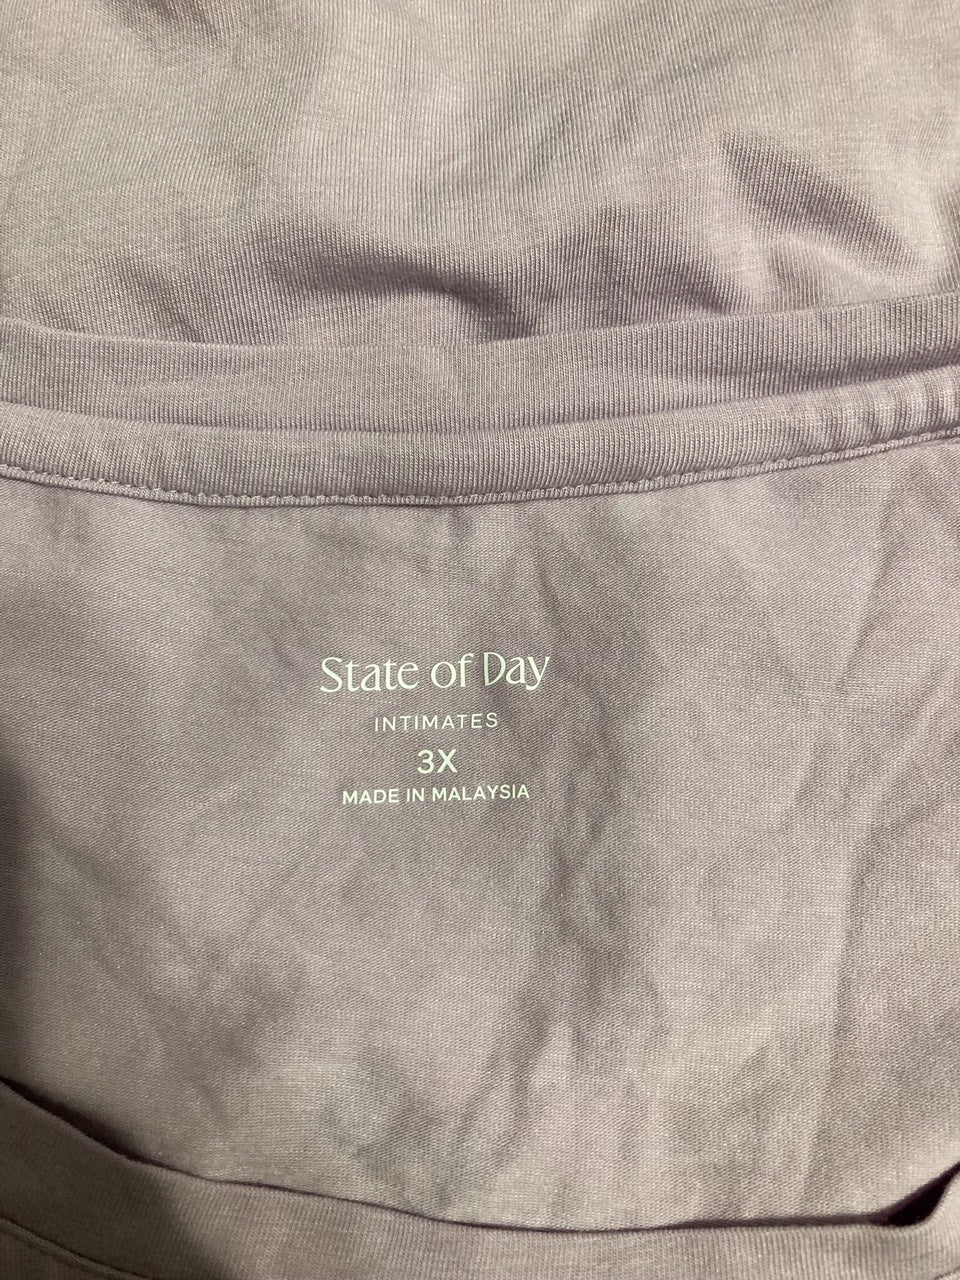 State of Day
INTIMATES
3X
MADE IN MALAYSIA